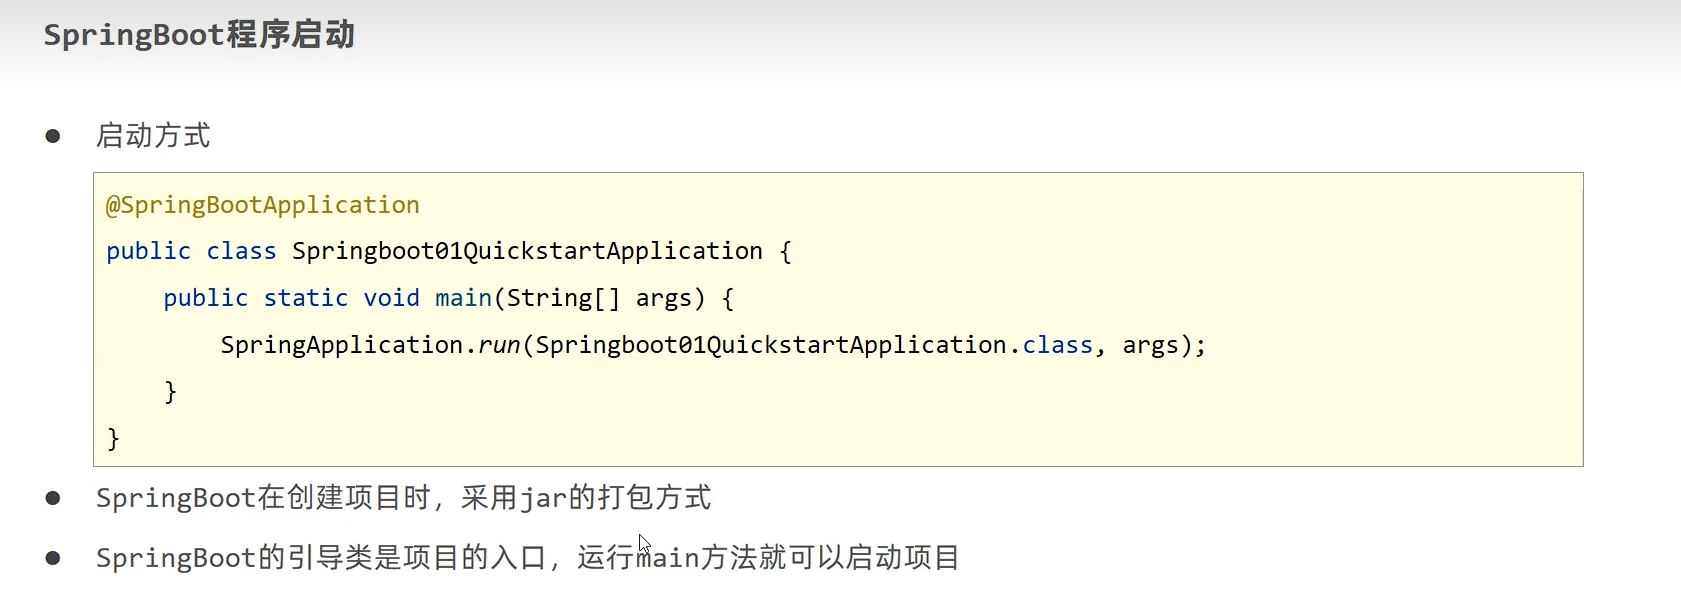 SpringBoot程序启动
● 启动方式
@SpringBootApplication
public class Springboot01QuickstartApplication {
    public static void main(String[] args) {
        SpringApplication.run(Springboot01QuickstartApplication.class, args);
    }
}
● SpringBoot在创建项目时，采用jar的打包方式
● SpringBoot的引导类是项目的入口，运行main方法就可以启动项目